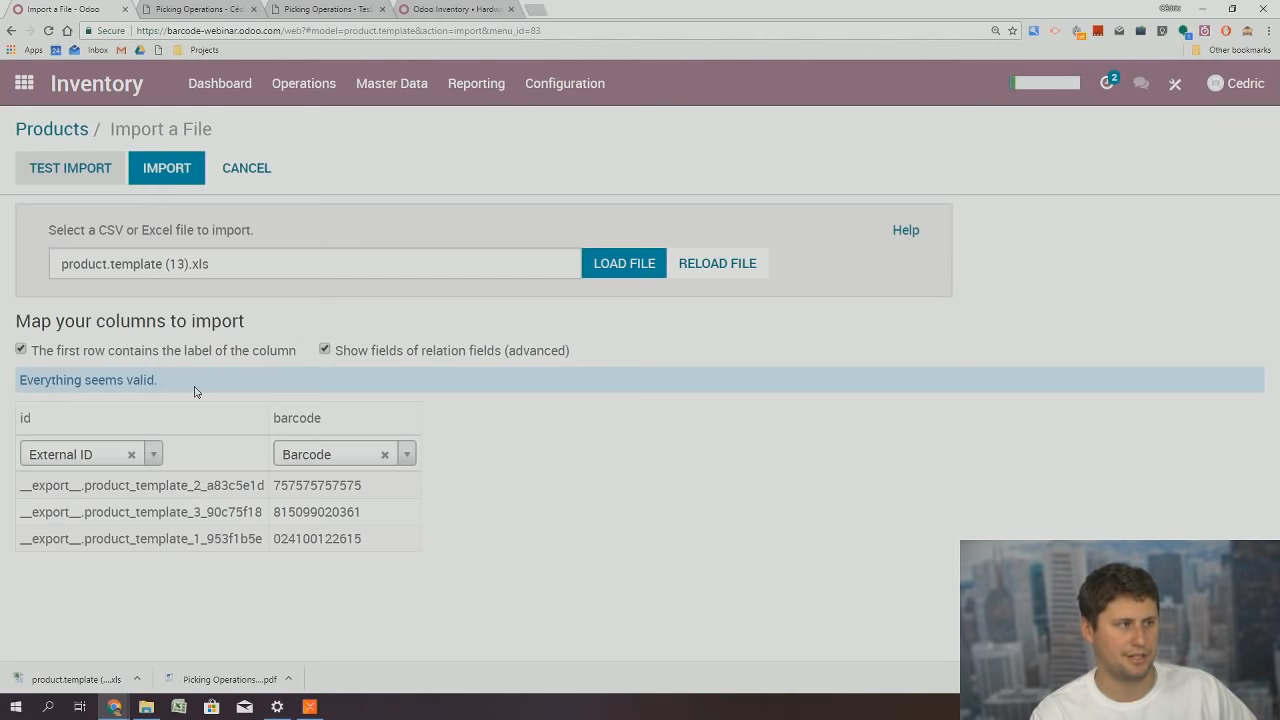 Import a File - Odoo
Picking Operations - Céd
Picking Operations - Test
Odoo Inventory • Hardw
Secure
https://barcode-webinar.odoo.com/web?#model=product.template&action=import&menu_id=83
Apps
Inbox
Projects
Other bookmarks
Inventory
Dashboard
Operations
Master Data
Reporting
Configuration
2
Cedric
Products / Import a File
TEST IMPORT
IMPORT
CANCEL
Select a CSV or Excel file to import.
Help
product.template (13).xls
LOAD FILE
RELOAD FILE
Map your columns to import
The first row contains the label of the column
Show fields of relation fields (advanced)
Everything seems valid.
id
barcode
External ID
Barcode
__export__.product_template_2_a83c5e1d 757575757575
__export__.product_template_3_90c75f18 815099020361
__export__.product_template_1_953f1b5e 024100122615
product.template (....xls
Picking Operations....pdf